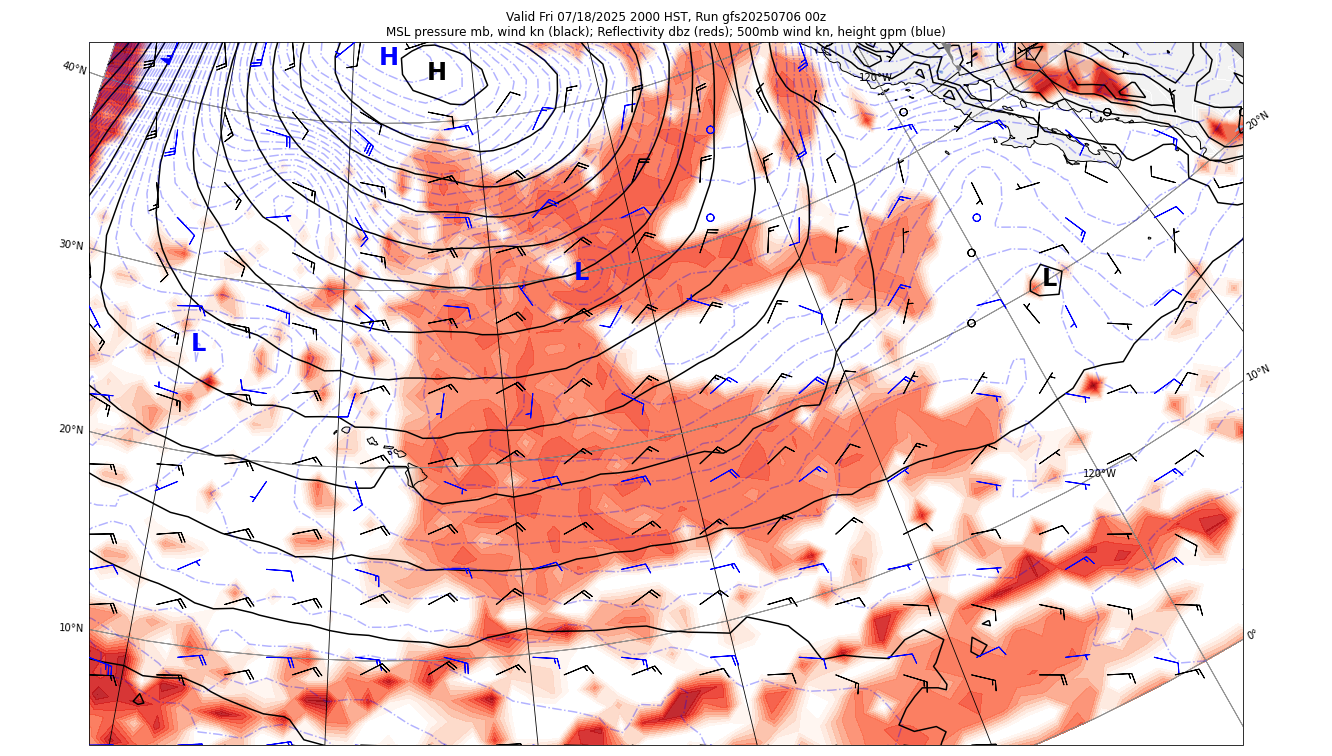 Valid Fri 07/18/2025 2000 HST, Run gfs20250706 00z
MSL pressure mb, wind kn (black); Reflectivity dbz (reds); 500mb wind kn, height gpm (blue)
H
H
40°N
120°W
20°N
30°N
L
L
L
10°N
20°N
120°W
10°N
0°